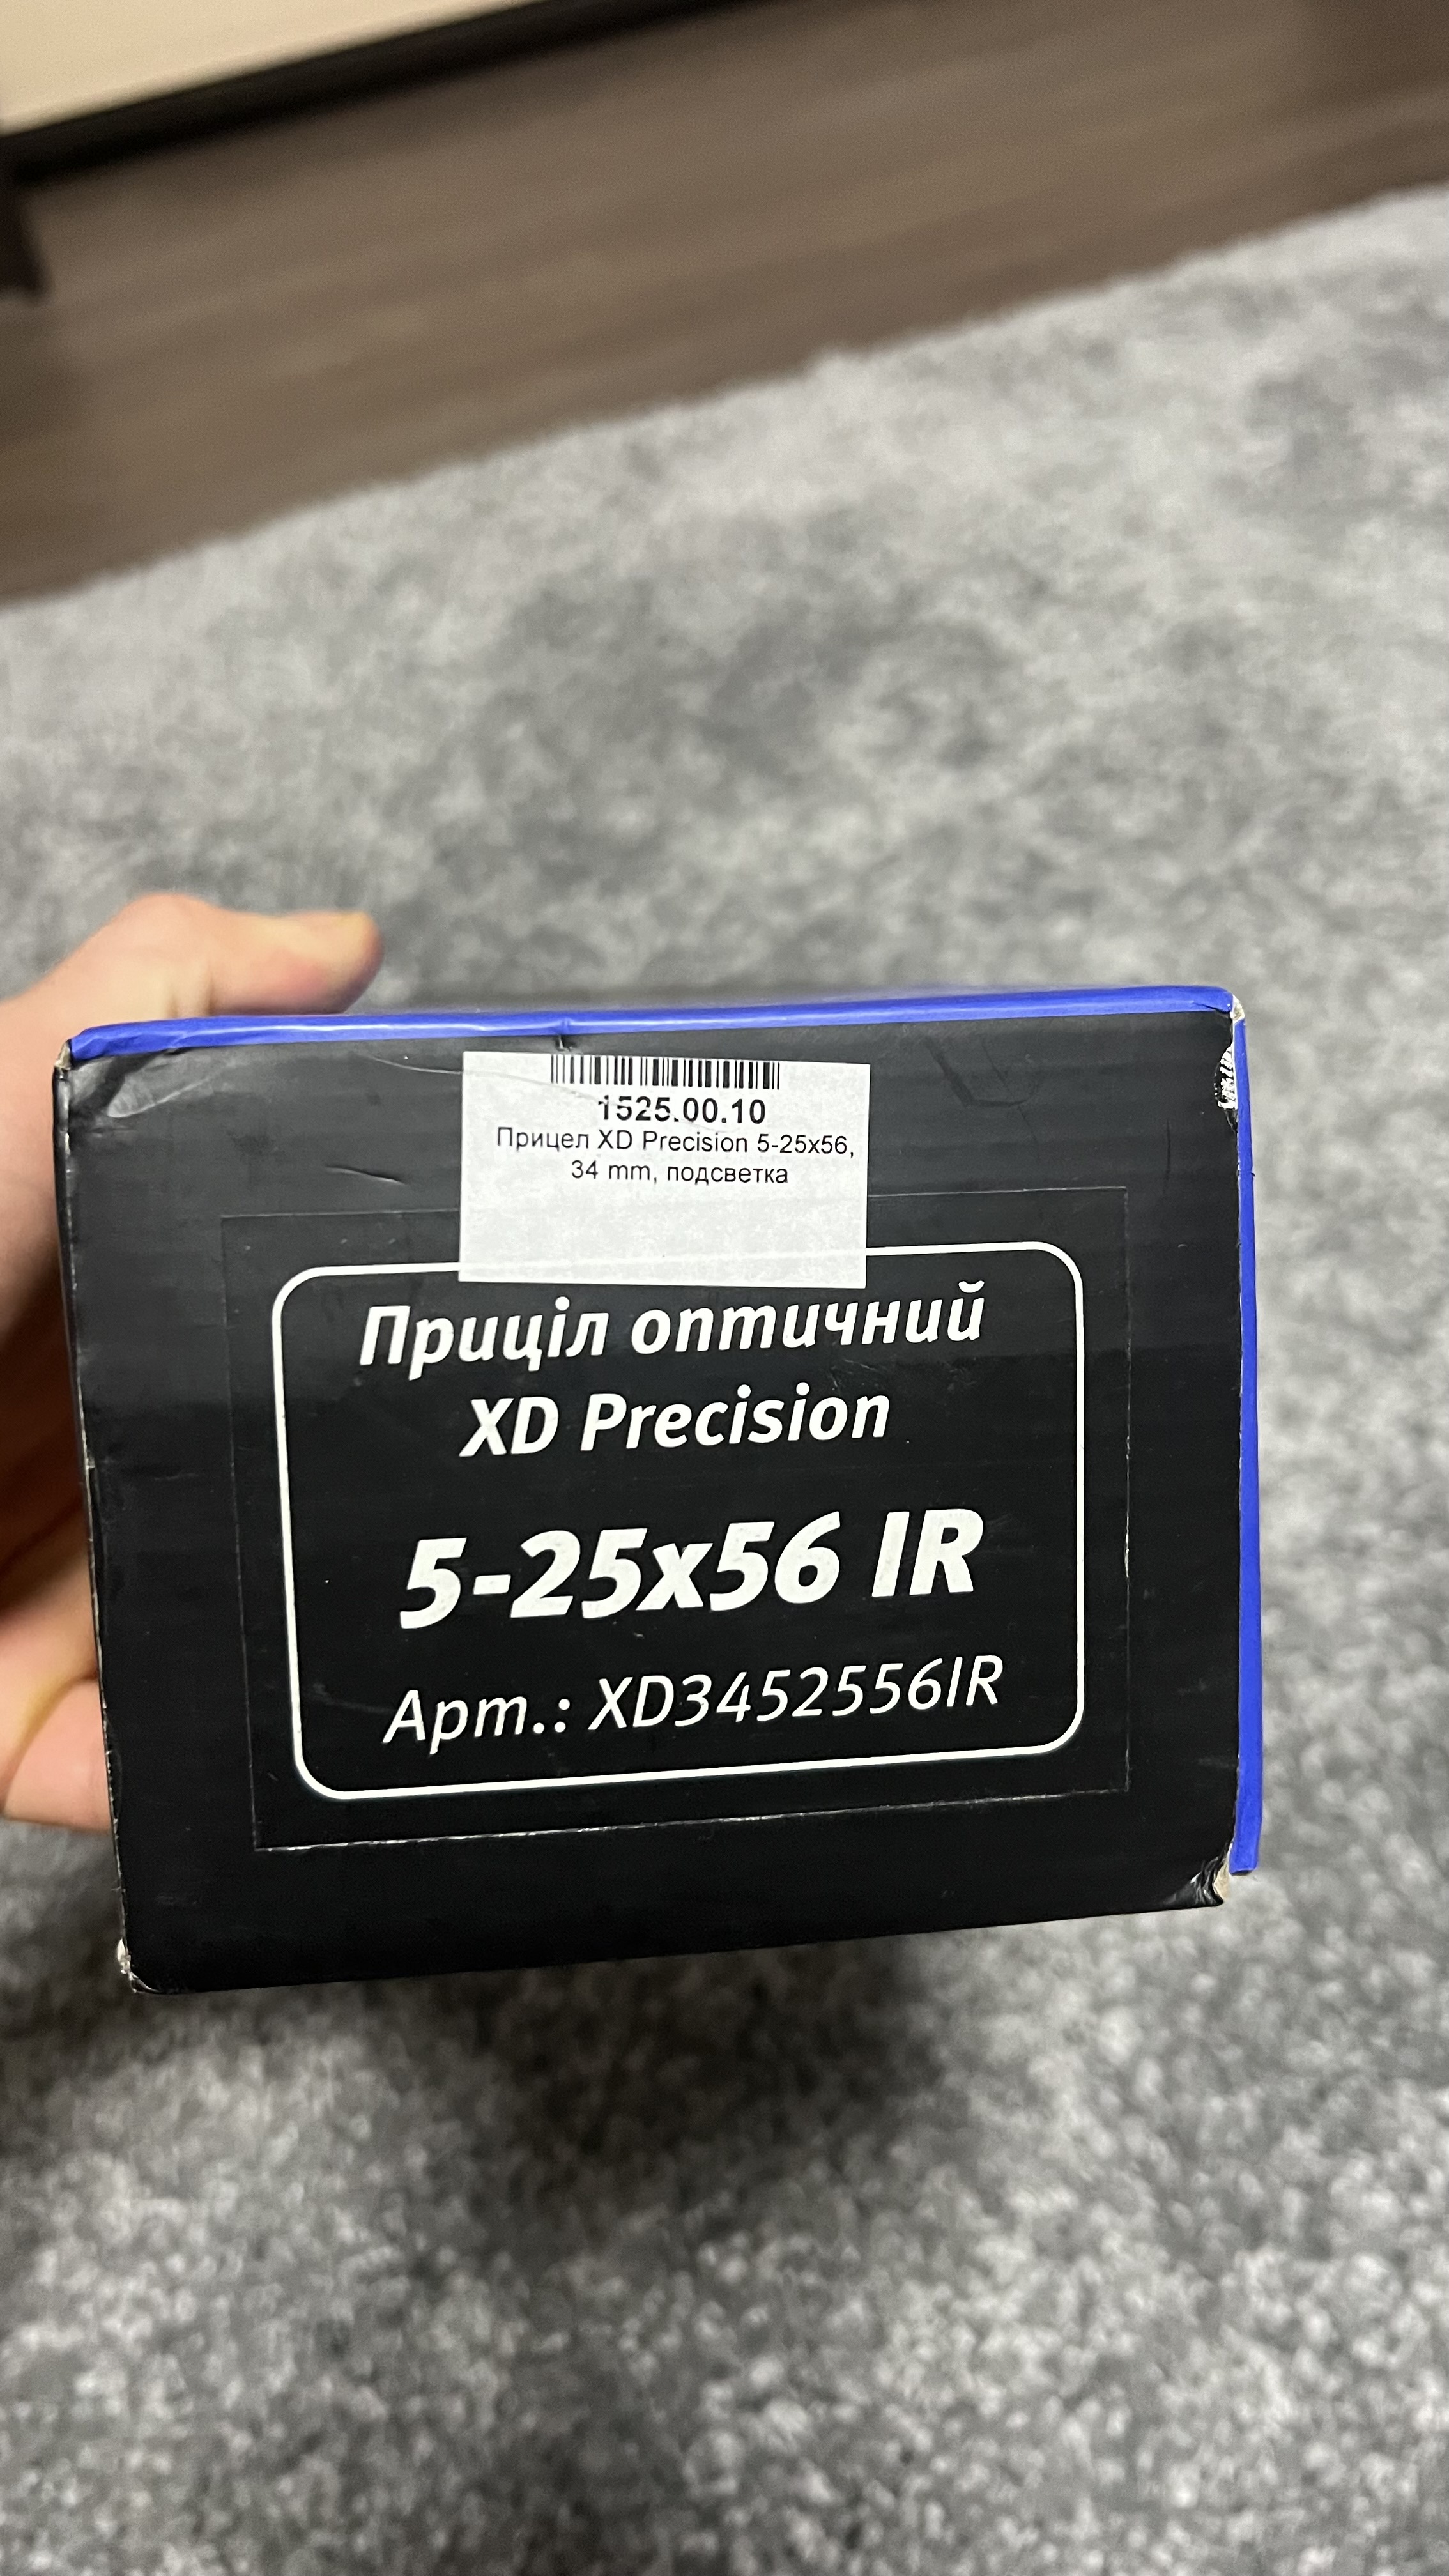 1525.00.10
Прицел XD Precision 5-25x56,
34 mm, подсветка
Приціл оптичний
XD Precision
5-25x56 IR
Арт.: XD3452556IR